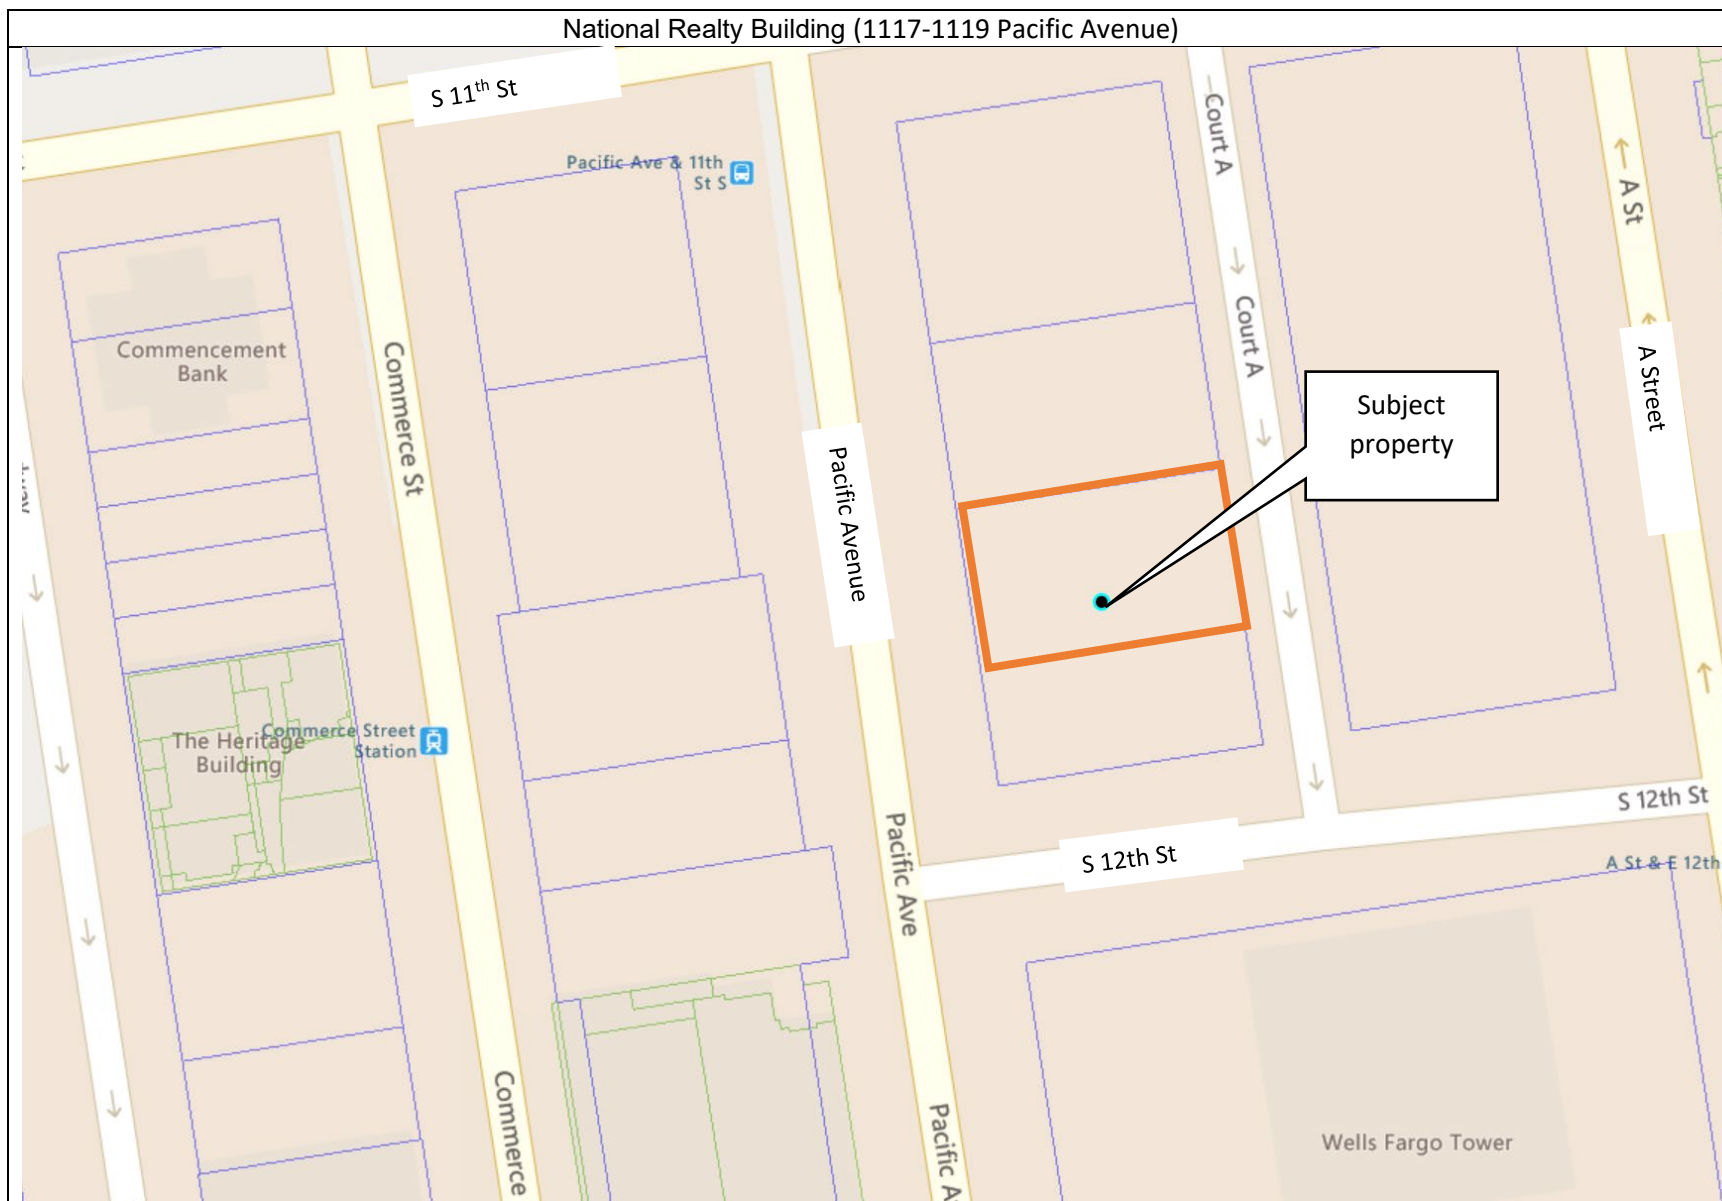 National Realty Building (1117-1119 Pacific Avenue)
S 11th St
Court A
Pacific Ave & 11th
St S
A St
Court A
Commencement
Bank
Commerce St
A Street
Subject
property
Pacific Avenue
Commerce Street
Station
The Heritage
Building
S 12th St
Pacific Ave
S 12th St
A St & E 12th
Commerce
Pacific A
Wells Fargo Tower